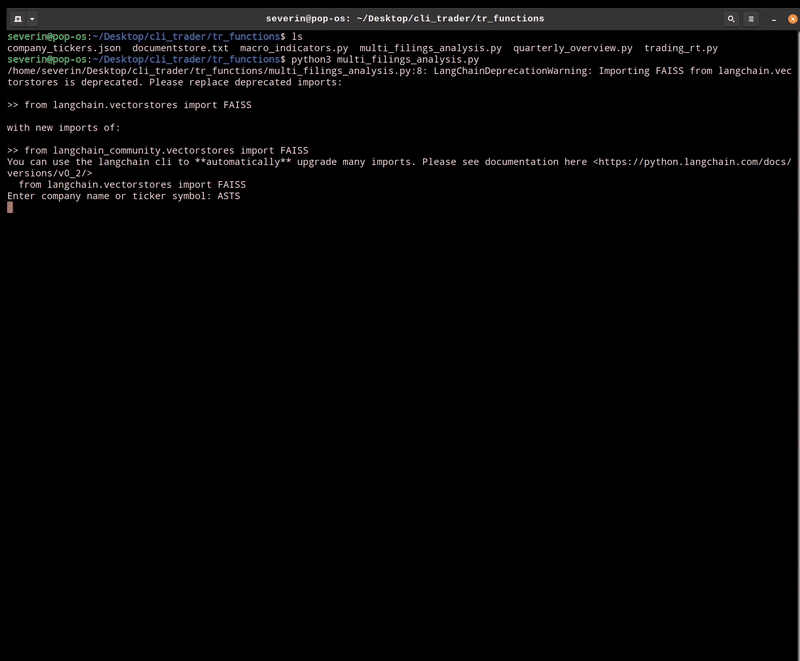 severin@pop-os: ~/Desktop/cli_trader/tr_functions
severin@pop-os:~/Desktop/cli_trader/tr_functions$ ls
company_tickers.json  documentstore.txt  macro_indicators.py  multi_filings_analysis.py  quarterly_overview.py  trading_rt.py
severin@pop-os:~/Desktop/cli_trader/tr_functions$ python3 multi_filings_analysis.py
/home/severin/Desktop/cli_trader/tr_functions/multi_filings_analysis.py:8: LangChainDeprecationWarning: Importing FAISS from langchain.vec
torstores is deprecated. Please replace deprecated imports:
>> from langchain.vectorstores import FAISS
with new imports of:
>> from langchain_community.vectorstores import FAISS
You can use the langchain cli to **automatically** upgrade many imports. Please see documentation here <https://python.langchain.com/docs/
versions/v0_2/>
  from langchain.vectorstores import FAISS
Enter company name or ticker symbol: ASTS